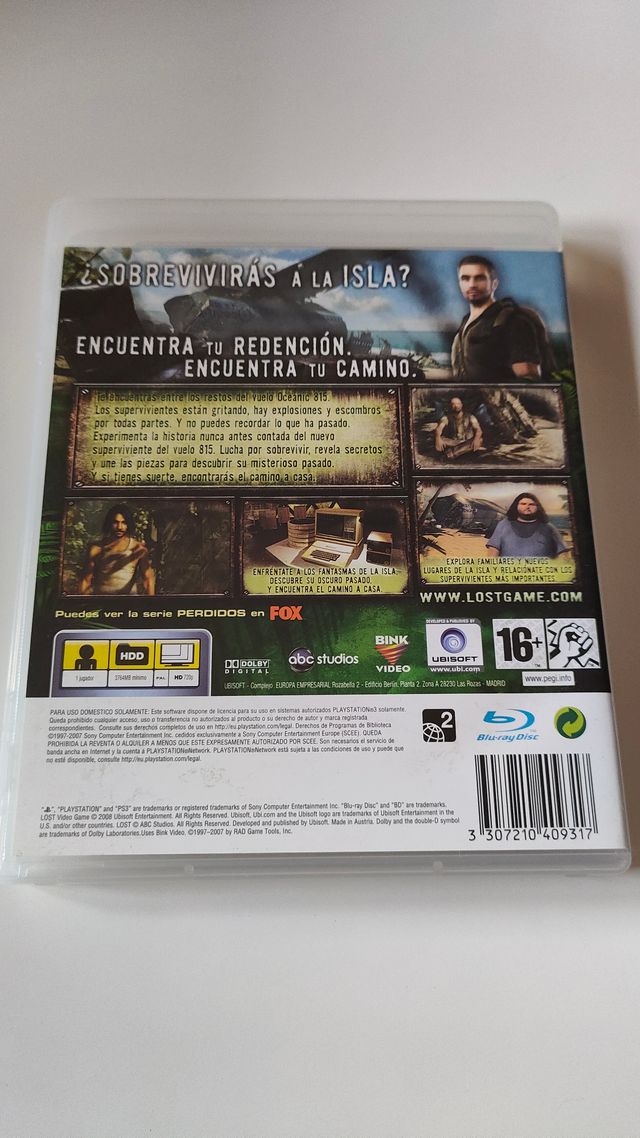 ¿SOBREVIVIRÁS A LA ISLA?
ENCUENTRA TU REDENCIÓN.
ENCUENTRA TU CAMINO.
Te encuentras entre los restos del vuelo Oceanic 815.
Los supervivientes están gritando, hay explosiones y escombros
por todas partes. Y no puedes recordar lo que ha pasado.
Experimenta la historia nunca antes contada del nuevo
superviviente del vuelo 815. Lucha por sobrevivir, revela secretos
y une las piezas para descubrir su misterioso pasado.
Y si tienes suerte, encontrarás el camino a casa.
ENFRÉNTATE A LOS FANTASMAS DE LA ISLA,
DESCUBRE SU OSCURO PASADO,
Y ENCUENTRA EL CAMINO A CASA.
EXPLORA FAMILIARES Y NUEVOS
LUGARES DE LA ISLA Y RELACIÓNATE CON LOS
SUPERVIVIENTES MÁS IMPORTANTES.
WWW.LOSTGAME.COM
Puedes ver la serie PERDIDOS en FOX
1 jugador
HDD
3764MB mínimo
PAL
HD 720p
DOLBY
DIGITAL
abc studios
BINK
VIDEO
DEVELOPED & PUBLISHED BY
UBISOFT
www.ubi.com
16+
www.pegi.info
UBISOFT - Complejo EUROPA EMPRESARIAL Rozabella 2 - Edificio Berlín. Planta 2. Zona A 28230 Las Rozas - MADRID
PARA USO DOMESTICO SOLAMENTE: Este software dispone de licencia para su uso en sistemas autorizados PLAYSTATION®3 solamente.
Queda prohibido cualquier acceso, uso o transferencia no autorizados al producto o su derecho de autor y marca registrada
correspondientes. Consulte sus derechos completos de uso en http://eu.playstation.com/legal. Derechos de Programas de Biblioteca
©1997-2007 Sony Computer Entertainment Inc. cedidos exclusivamente a Sony Computer Entertainment Europe (SCEE). QUEDA
PROHIBIDA LA REVENTA O ALQUILER A MENOS QUE ESTE EXPRESAMENTE AUTORIZADO POR SCEE. Son necesarios el servicio de
banda ancha en Internet y la cuenta a PLAYSTATION®Network. PLAYSTATION®Network está sujeta a las condiciones de uso y puede que
no esté disponible, consulte http://eu.playstation.com/legal.
2
Blu-ray Disc
"PLAYSTATION" and "PS3" are trademarks or registered trademarks of Sony Computer Entertainment Inc. "Blu-ray Disc" and "BD" are trademarks.
LOST Video Game © 2008 Ubisoft Entertainment. All Rights Reserved. Ubisoft, Ubi.com and the Ubisoft logo are trademarks of Ubisoft Entertainment in the
U.S. and/or other countries. LOST © ABC Studios. All Rights Reserved. Developed and published by Ubisoft. Made in Austria. Dolby and the double-D symbol
are trademarks of Dolby Laboratories.Uses Bink Video. ©1997-2007 by RAD Game Tools, Inc.
3 307210 409317